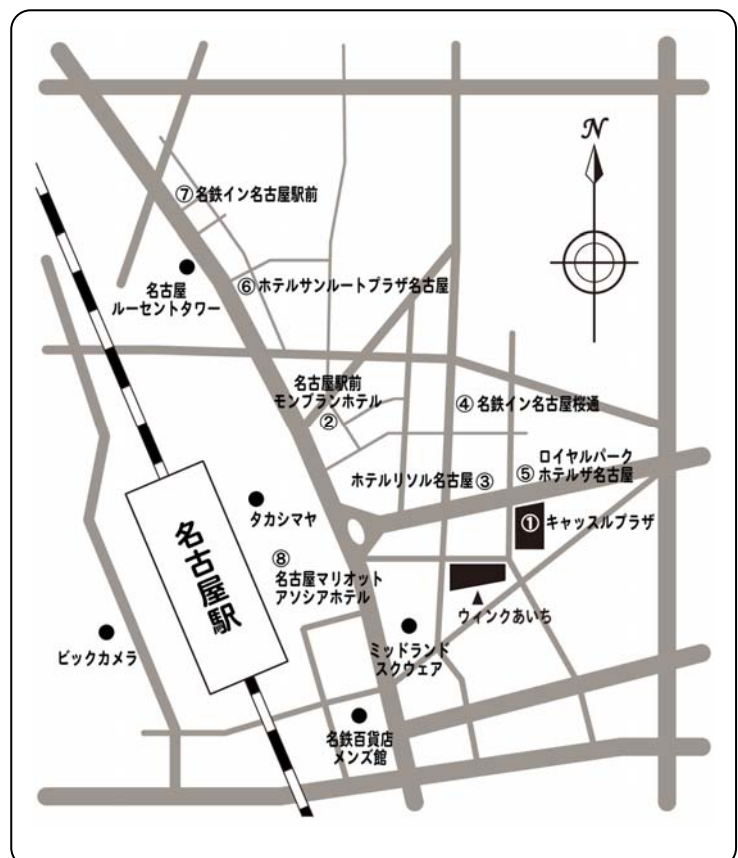 N
⑦ 名鉄イン名古屋駅前
名古屋
ルーセントタワー
⑥ ホテルサンルートプラザ名古屋
名古屋駅前
モンブランホテル
②
④ 名鉄イン名古屋桜通
ロイヤルパーク
⑤ ホテルザ名古屋
ホテルリソル名古屋 ③
タカシマヤ
① キャッスルプラザ
名古屋駅
⑧
名古屋マリオット
アソシアホテル
ウィンクあいち
ミッドランド
スクウェア
ビックカメラ
名鉄百貨店
メンズ館